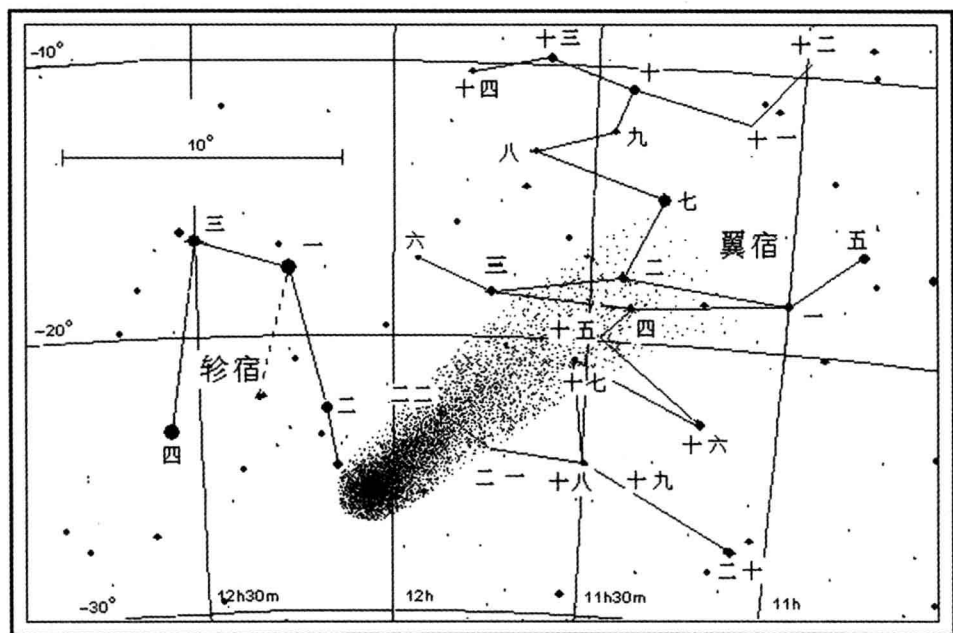 十三
十二
-10°
十四
十
十一
九
八
10°
七
三
一
六
翼宿
五
三
二
一
四
十五
-20°
轸宿
十七
二二
二
十六
四
二一
十八
十九
二十
12h30m
12h
11h30m
11h
-30°